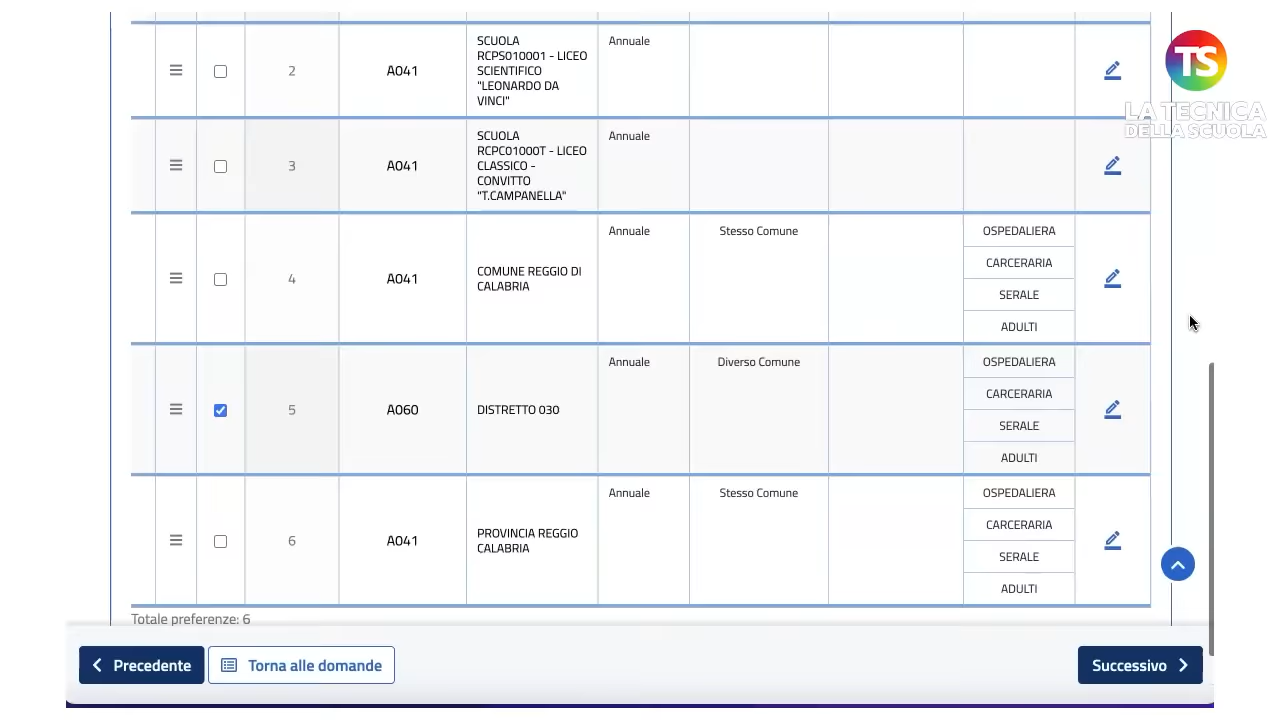 SCUOLA
RCPS010001 - LICEO
SCIENTIFICO
"LEONARDO DA
VINCI"
2
A041
Annuale
TS
LA TECNICA
DELLA SCUOLA
SCUOLA
RCPC01000T - LICEO
CLASSICO -
CONVITTO
"T.CAMPANELLA"
3
A041
Annuale
4
A041
COMUNE REGGIO DI
CALABRIA
Annuale
Stesso Comune
OSPEDALIERA
CARCERARIA
SERALE
ADULTI
5
A060
DISTRETTO 030
Annuale
Diverso Comune
OSPEDALIERA
CARCERARIA
SERALE
ADULTI
6
A041
PROVINCIA REGGIO
CALABRIA
Annuale
Stesso Comune
OSPEDALIERA
CARCERARIA
SERALE
ADULTI
Totale preferenze: 6
Precedente
Torna alle domande
Successivo